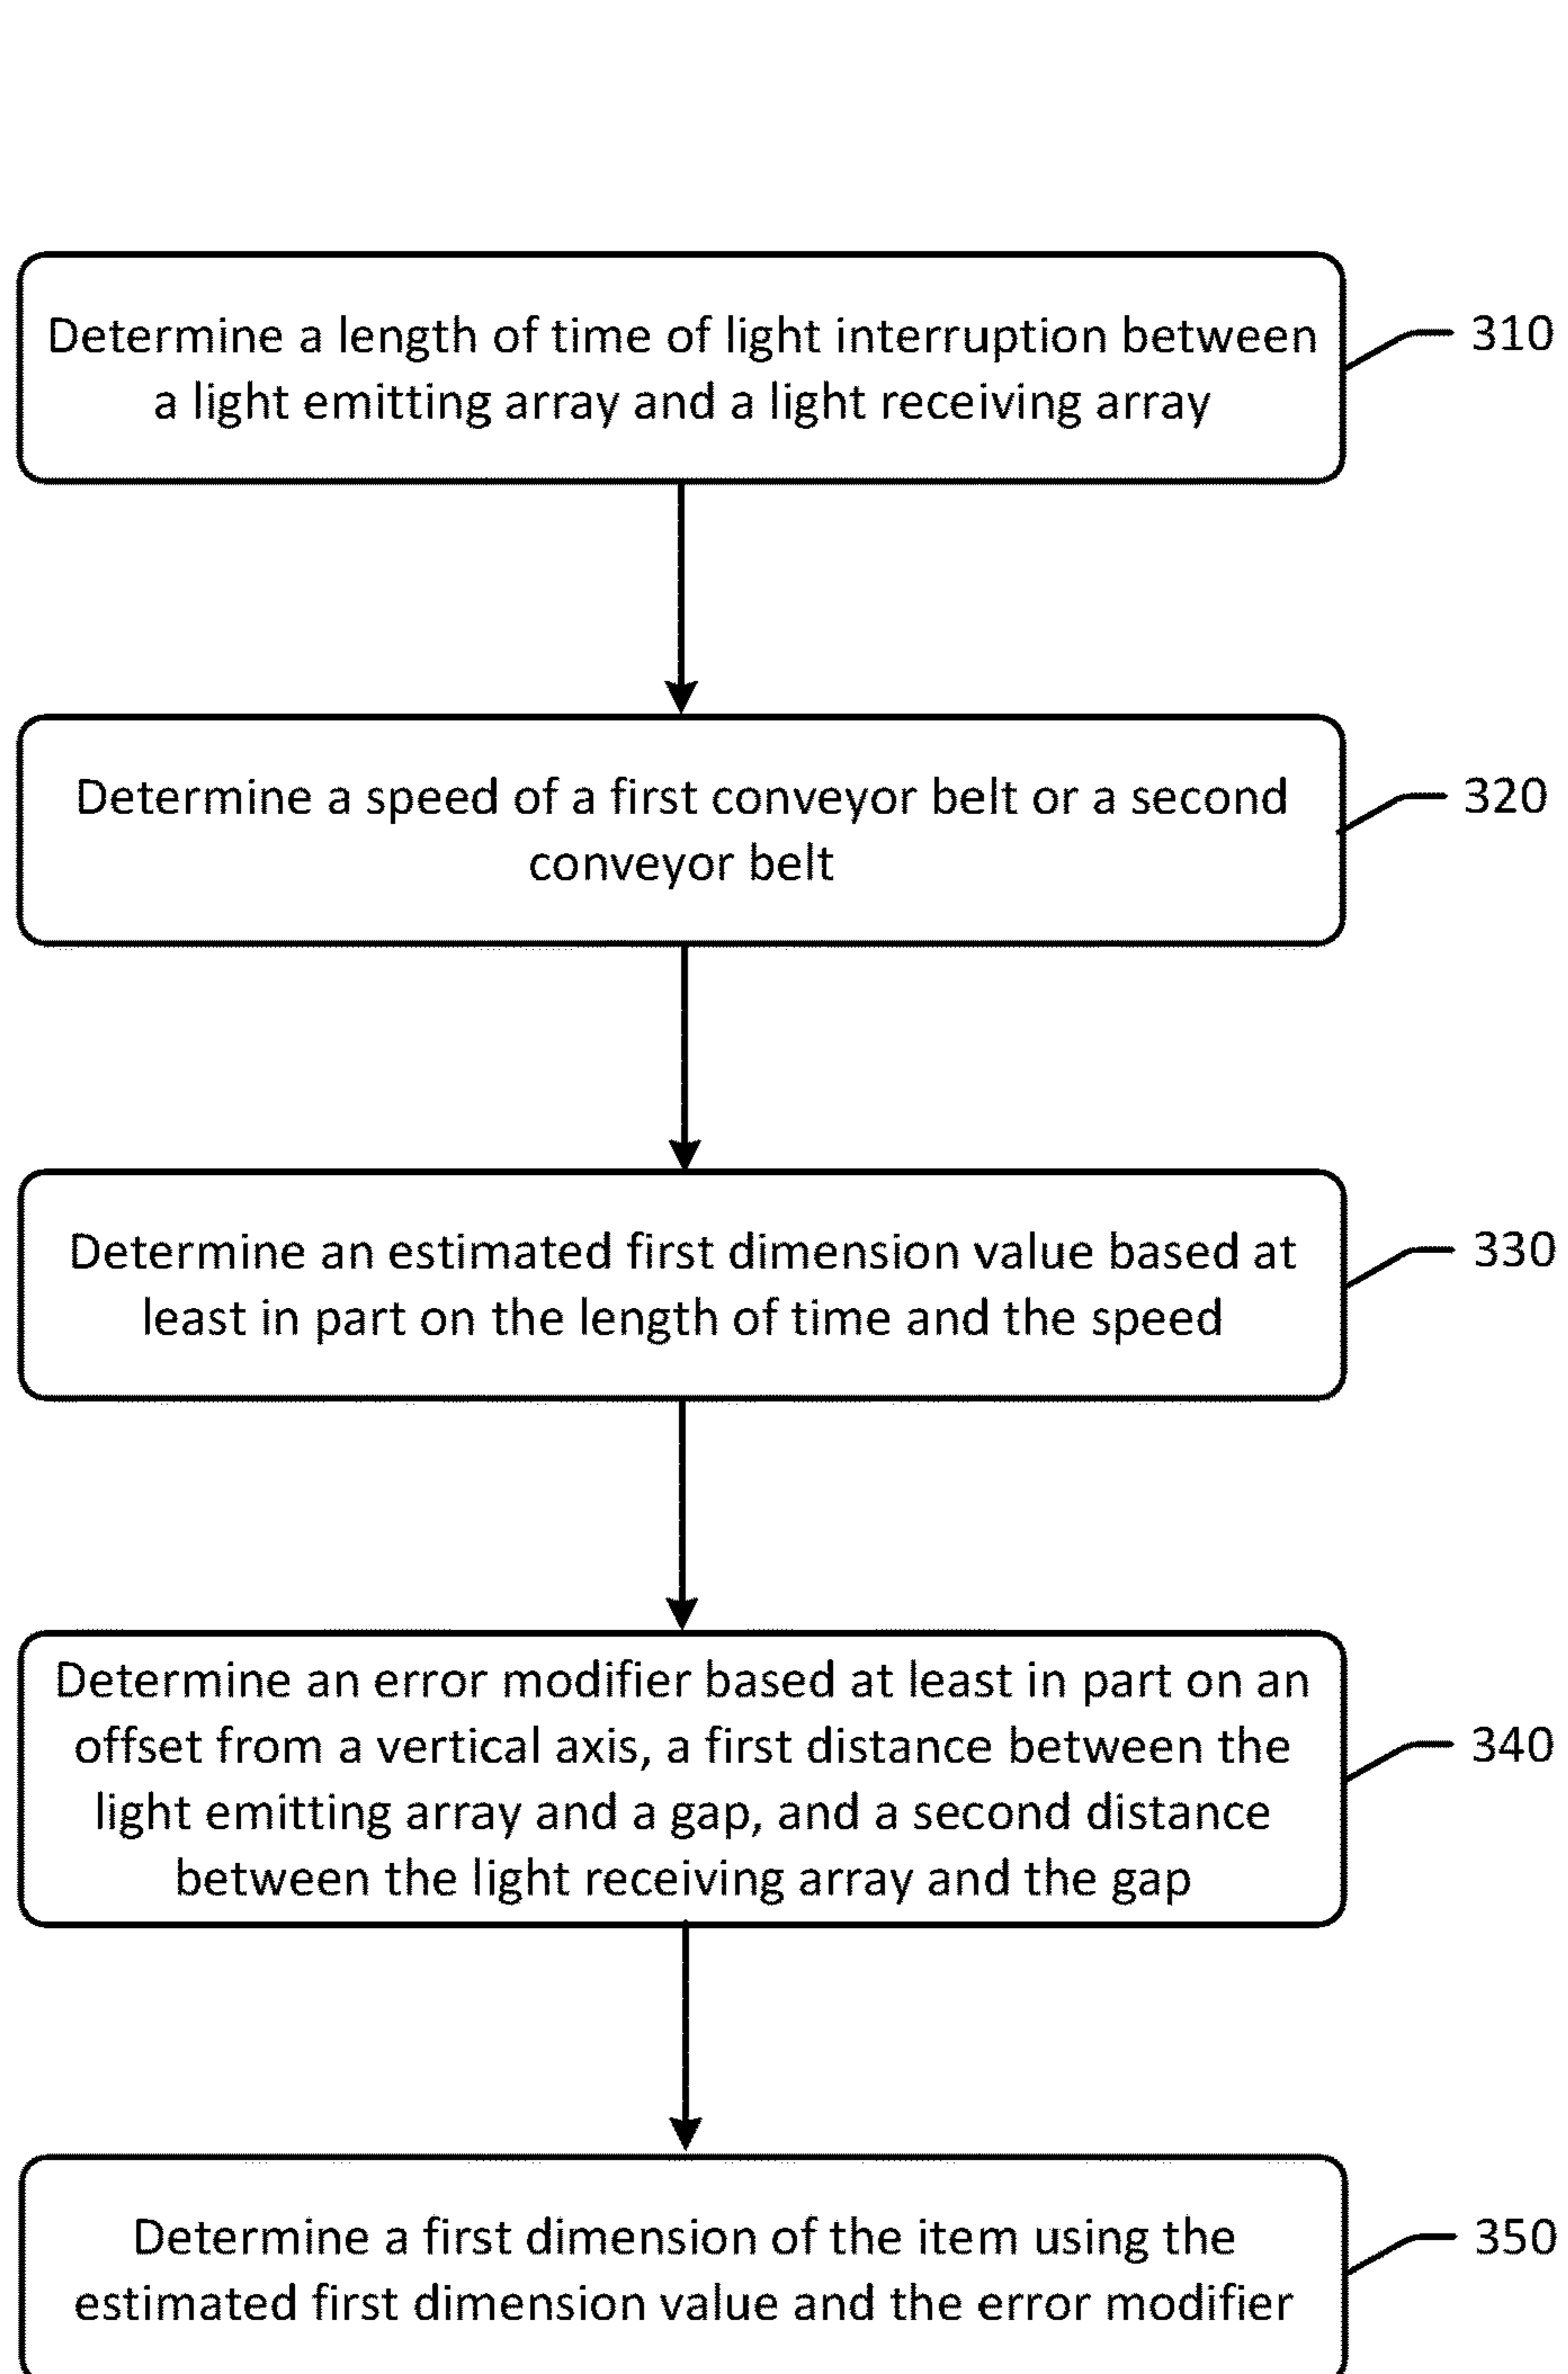 Determine a length of time of light interruption between
a light emitting array and a light receiving array
310
Determine a speed of a first conveyor belt or a second
conveyor belt
320
Determine an estimated first dimension value based at
least in part on the length of time and the speed
330
Determine an error modifier based at least in part on an
offset from a vertical axis, a first distance between the
light emitting array and a gap, and a second distance
between the light receiving array and the gap
340
Determine a first dimension of the item using the
estimated first dimension value and the error modifier
350